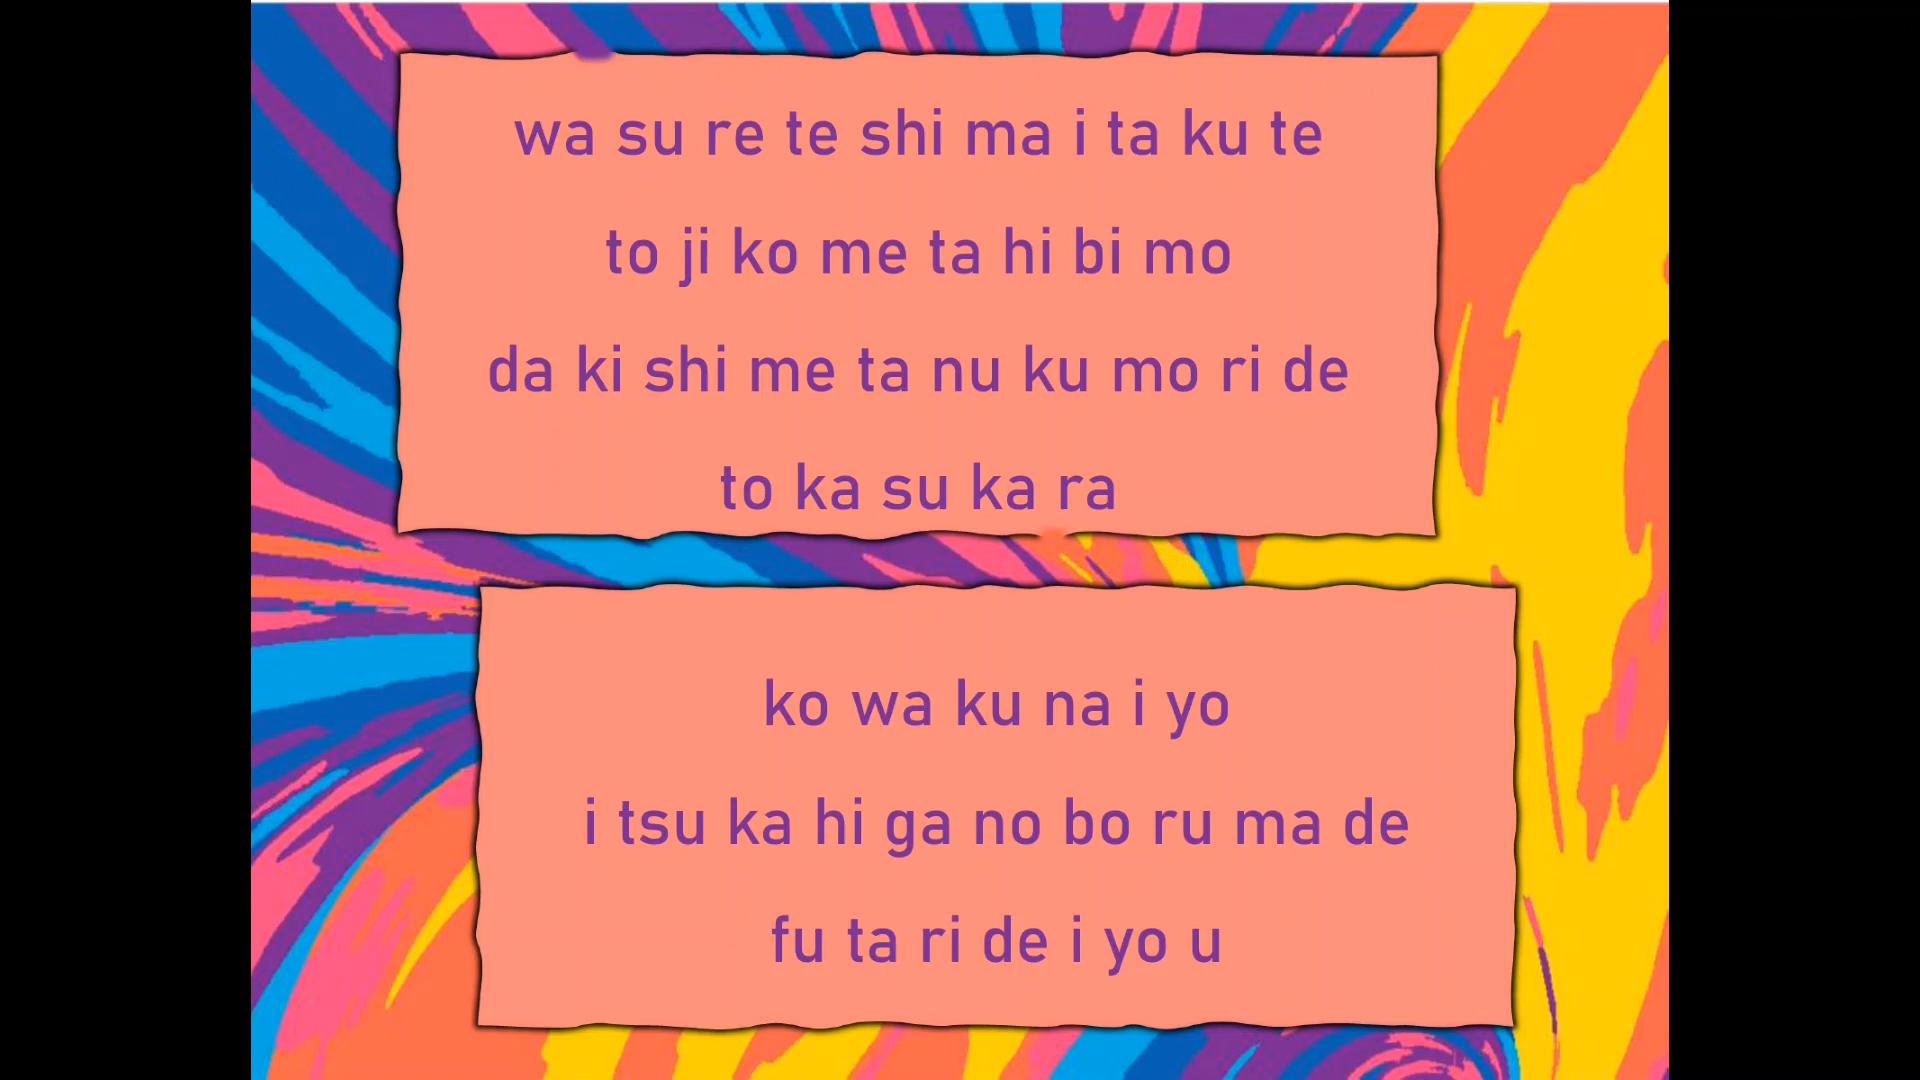 wa su re te shi ma i ta ku te
to ji ko me ta hi bi mo
da ki shi me ta nu ku mo ri de
to ka su ka ra
ko wa ku na i yo
i tsu ka hi ga no bo ru ma de
fu ta ri de i yo u